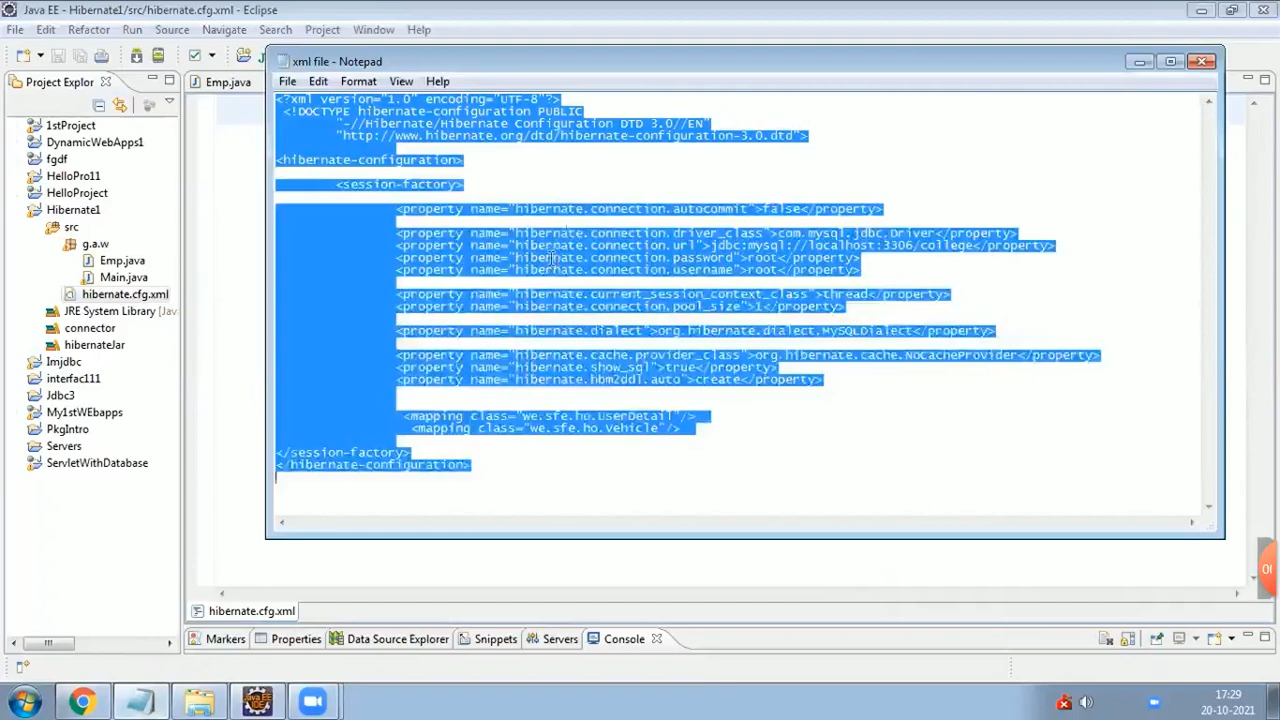 Java EE - Hibernate1/src/hibernate.cfg.xml - Eclipse
File Edit Refactor Run Source Navigate Search Project Window Help
xml file - Notepad
File Edit Format View Help
Project Explor
Emp.java
<?xml version="1.0" encoding="UTF-8"?>
<!DOCTYPE hibernate-configuration PUBLIC
"-//Hibernate/Hibernate Configuration DTD 3.0//EN"
"http://www.hibernate.org/dtd/hibernate-configuration-3.0.dtd">
<hibernate-configuration>
<session-factory>
<property name="hibernate.connection.autocommit">false</property>
<property name="hibernate.connection.driver_class">com.mysql.jdbc.Driver</property>
<property name="hibernate.connection.url">jdbc:mysql://localhost:3306/college</property>
<property name="hibernate.connection.password">root</property>
<property name="hibernate.connection.username">root</property>
<property name="hibernate.current_session_context_class">thread</property>
<property name="hibernate.connection.pool_size">1</property>
<property name="hibernate.dialect">org.hibernate.dialect.MySQLDialect</property>
<property name="hibernate.cache.provider_class">org.hibernate.cache.NoCacheProvider</property>
<property name="hibernate.show_sql">true</property>
<property name="hibernate.hbm2ddl.auto">create</property>
<mapping class="we.sfe.ho.UserDetail"/>
<mapping class="we.sfe.ho.Vehicle"/>
</session-factory>
</hibernate-configuration>
1stProject
DynamicWebApps1
fgdf
HelloPro11
HelloProject
Hibernate1
src
g.a.w
Emp.java
Main.java
hibernate.cfg.xml
JRE System Library [Jav
connector
hibernateJar
Imjdbc
interfac111
Jdbc3
My1stWEbapps
PkgIntro
Servers
ServletWithDatabase
hibernate.cfg.xml
Markers Properties Data Source Explorer Snippets Servers Console
17:29
20-10-2021